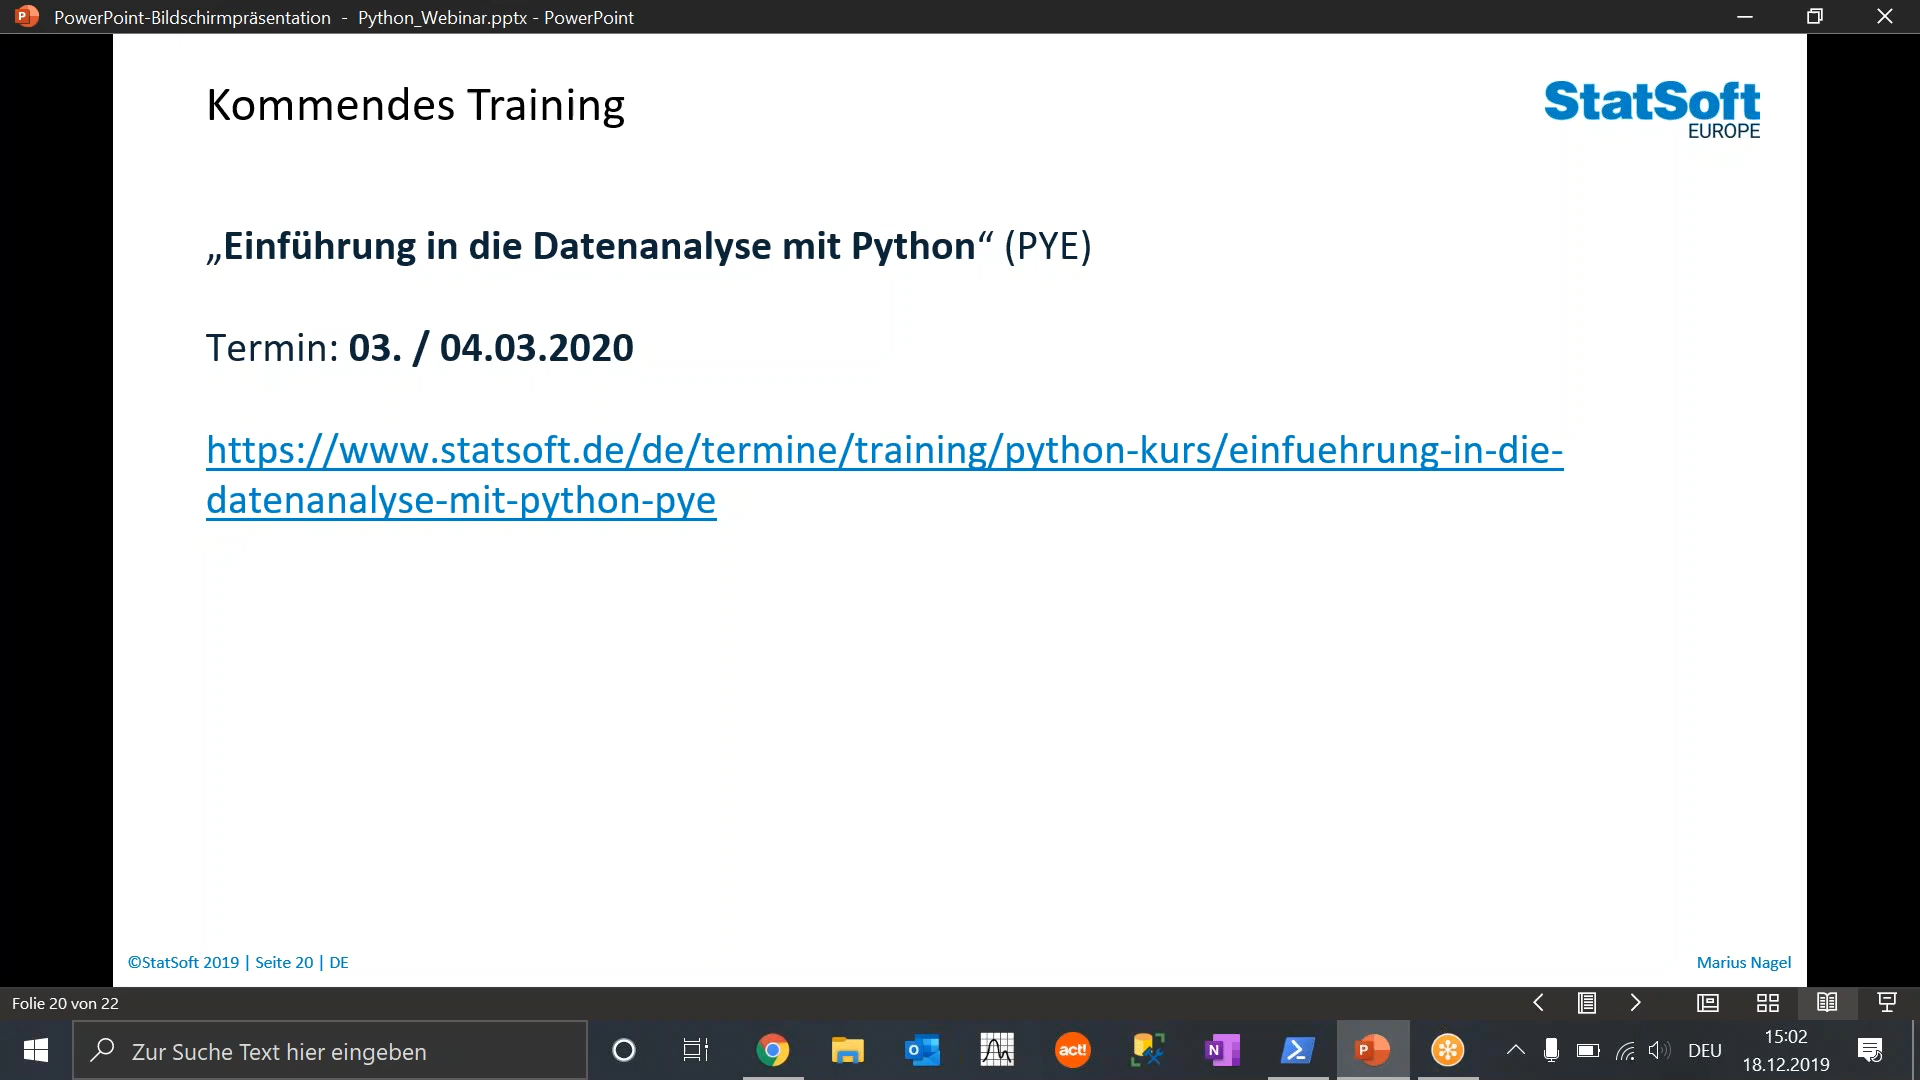 PowerPoint-Bildschirmpräsentation - Python_Webinar.pptx - PowerPoint
Kommendes Training
StatSoft
EUROPE
„Einführung in die Datenanalyse mit Python“ (PYE)
Termin: 03. / 04.03.2020
https://www.statsoft.de/de/termine/training/python-kurs/einfuehrung-in-die-
datenanalyse-mit-python-pye
©StatSoft 2019 | Seite 20 | DE
Marius Nagel
Folie 20 von 22
Zur Suche Text hier eingeben
act!
DEU
15:02
18.12.2019